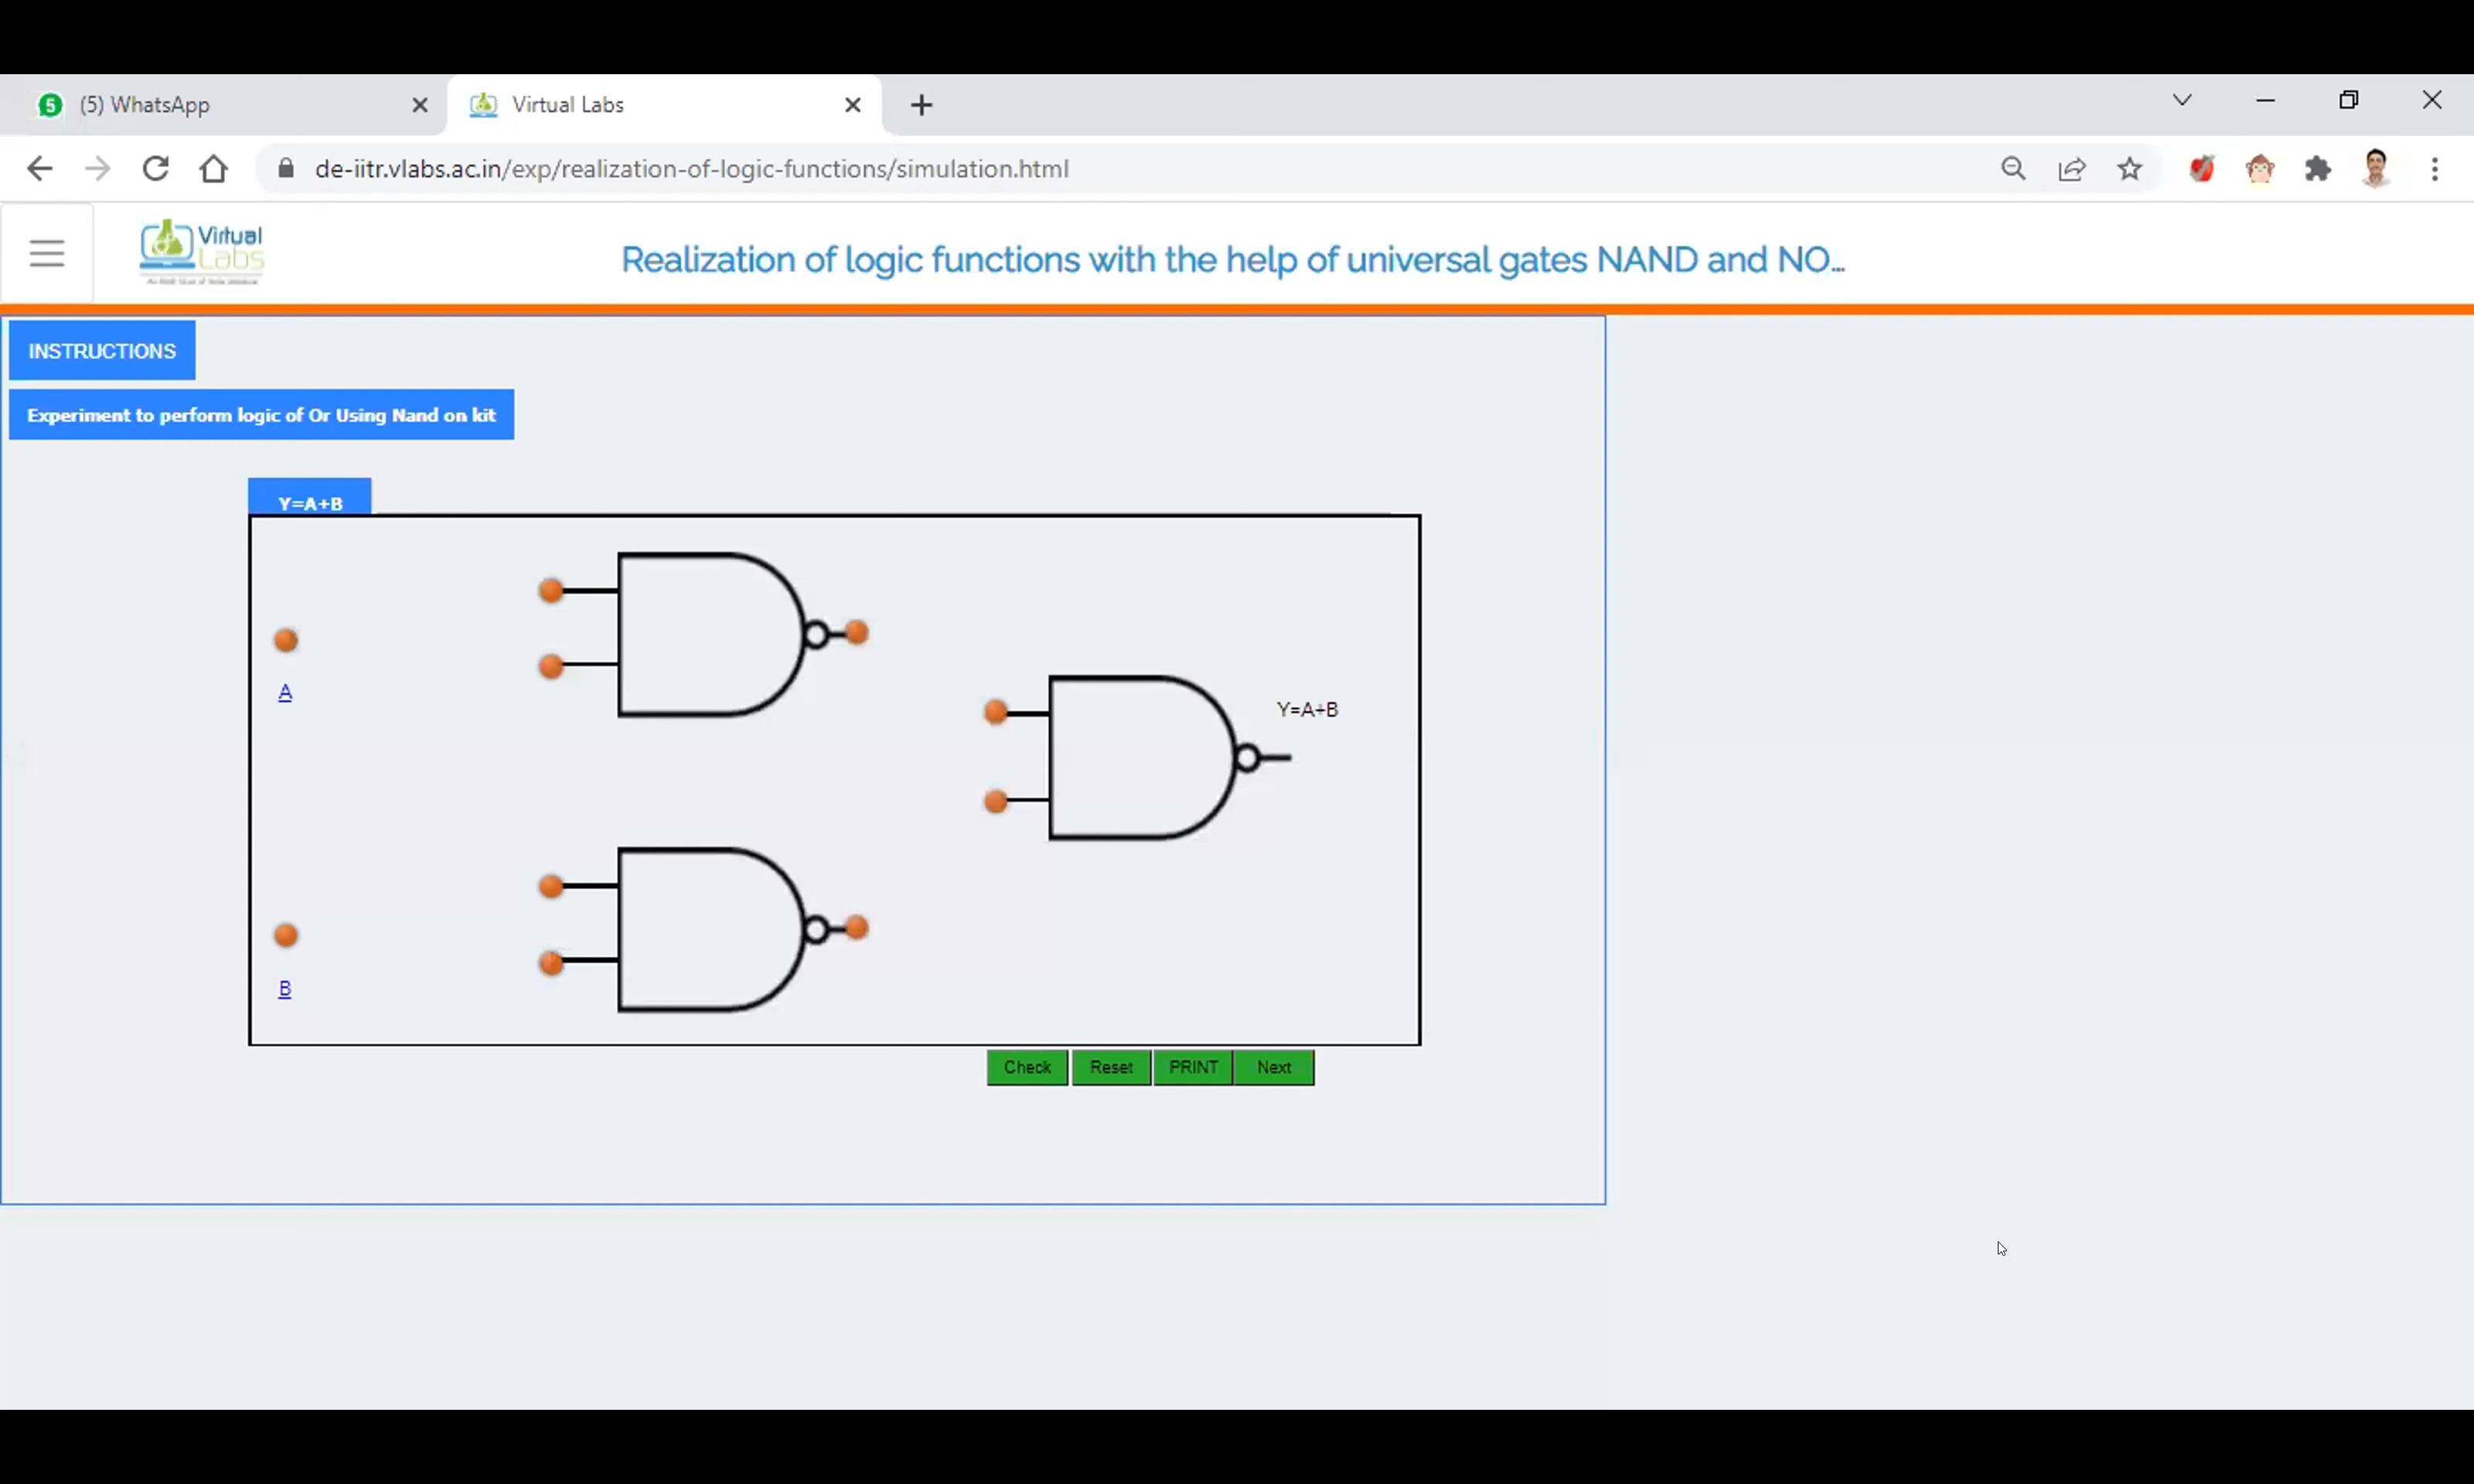 5 (5) WhatsApp
Virtual Labs
de-iitr.vlabs.ac.in/exp/realization-of-logic-functions/simulation.html
Virtual
Labs
Realization of logic functions with the help of universal gates NAND and NO...
INSTRUCTIONS
Experiment to perform logic of Or Using Nand on kit
Y=A+B
A
Y=A+B
B
Check Reset PRINT Next